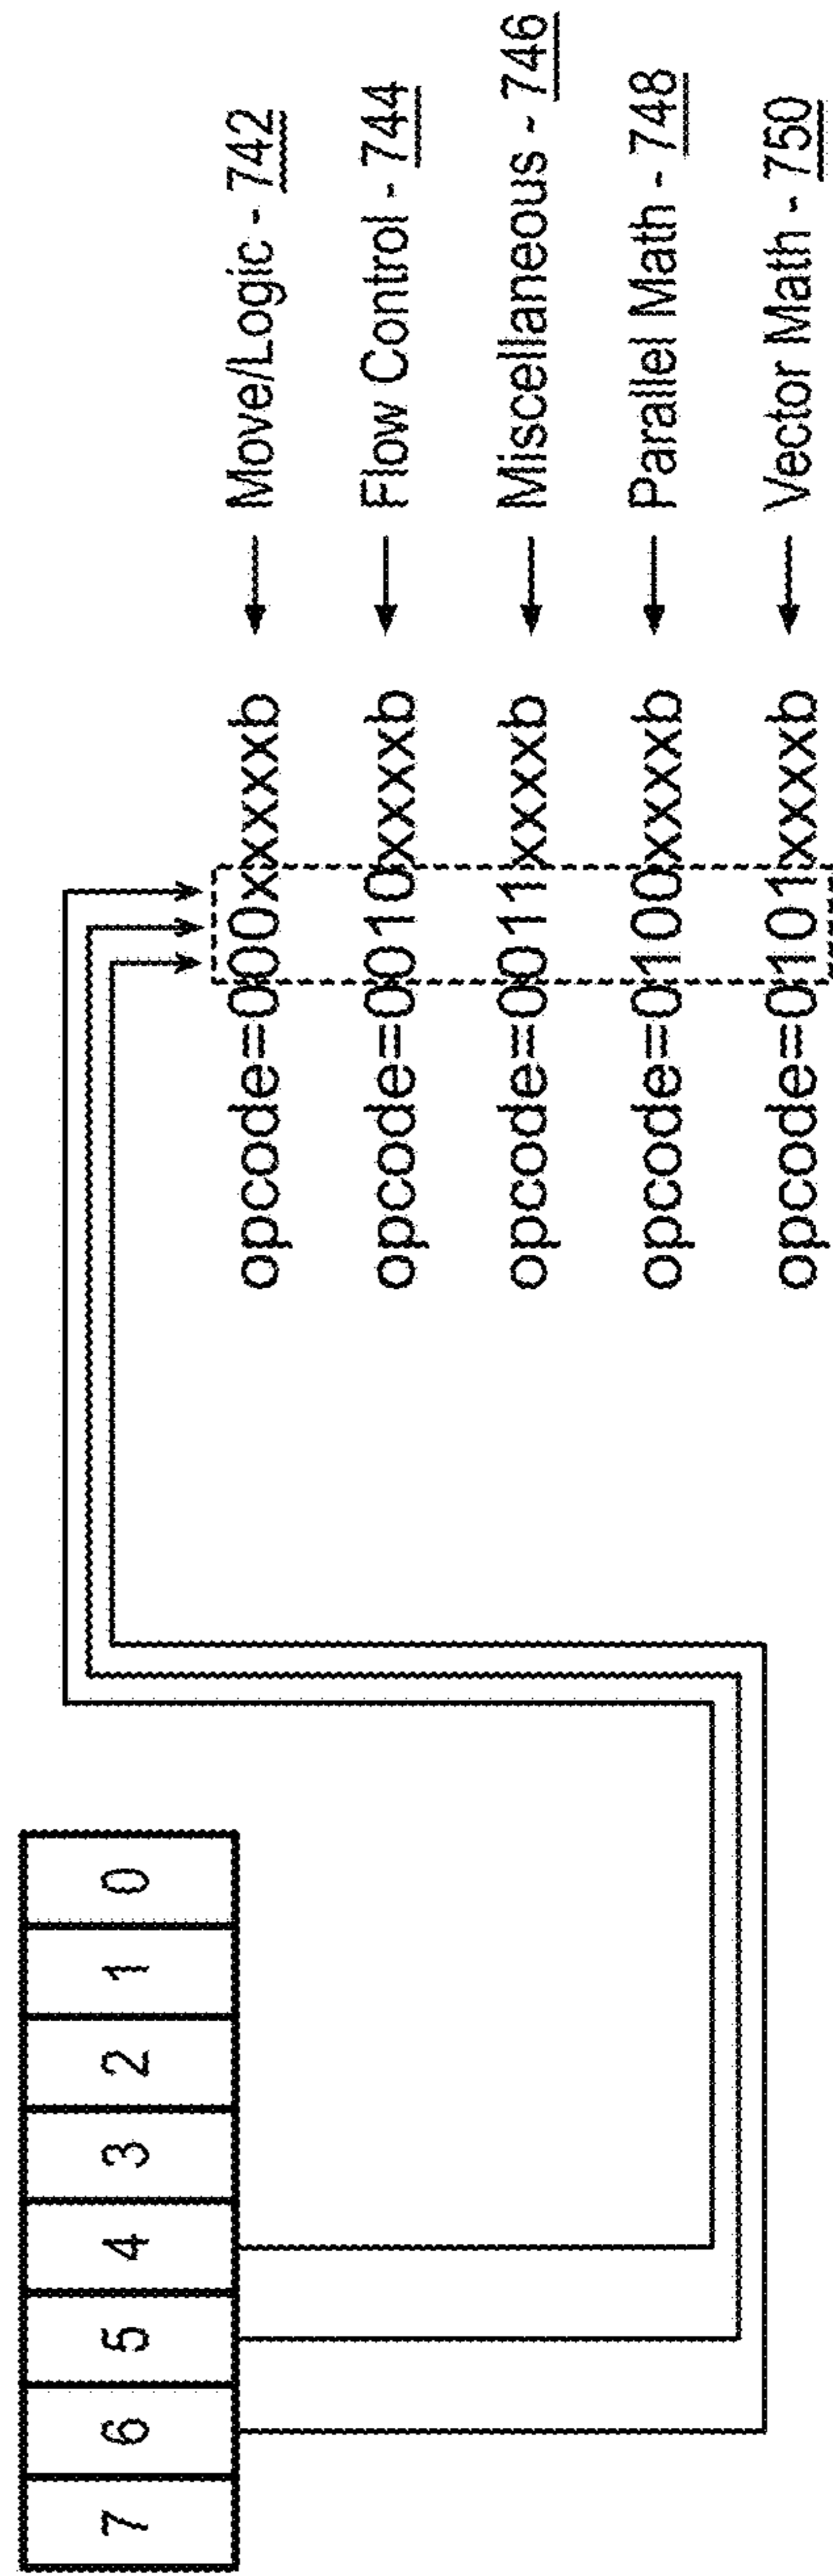 7 6 5 4 3 2 1 0
opcode=000xxxxxb Move/Logic - 742
opcode=0010xxxxb Flow Control - 744
opcode=0011xxxxb Miscellaneous - 746
opcode=0100xxxxb Parallel Math - 748
opcode=0101xxxxb Vector Math - 750